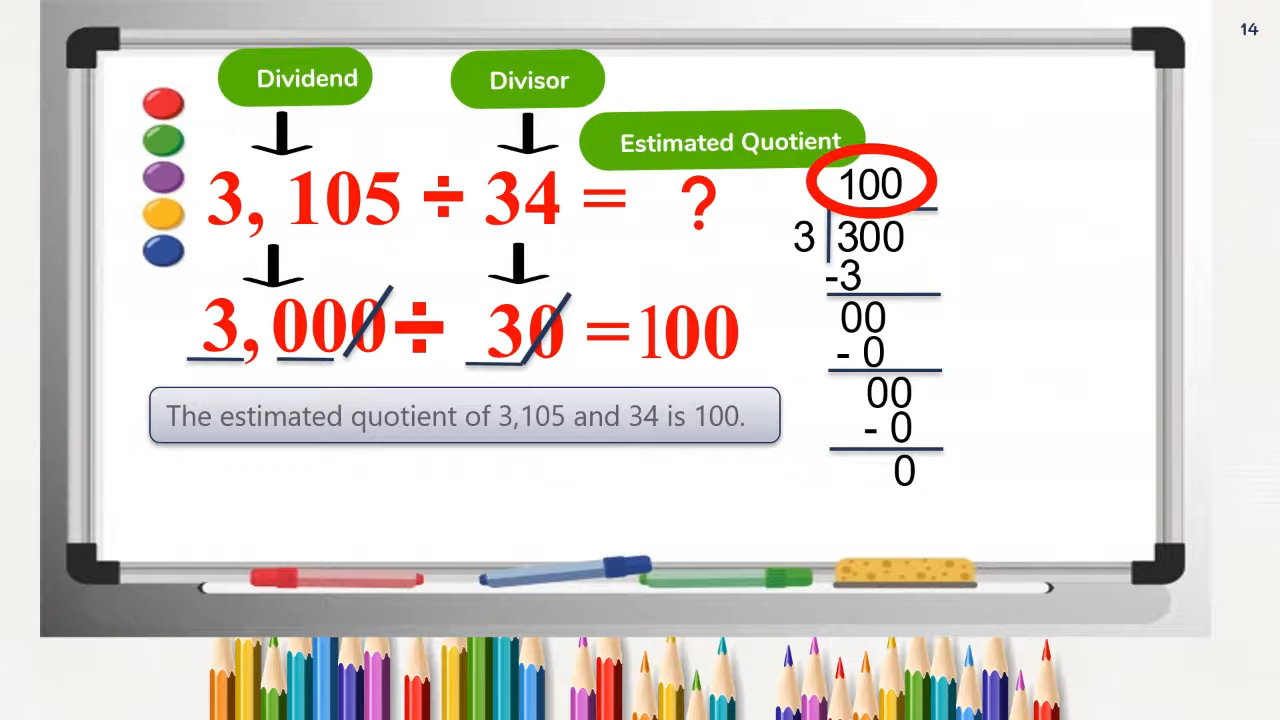 14
Dividend
Divisor
Estimated Quotient
3, 105 ÷ 34 = ?
3, 000 ÷ 30 = 100
The estimated quotient of 3,105 and 34 is 100.
100
3 300
-3
00
- 0
00
- 0
0